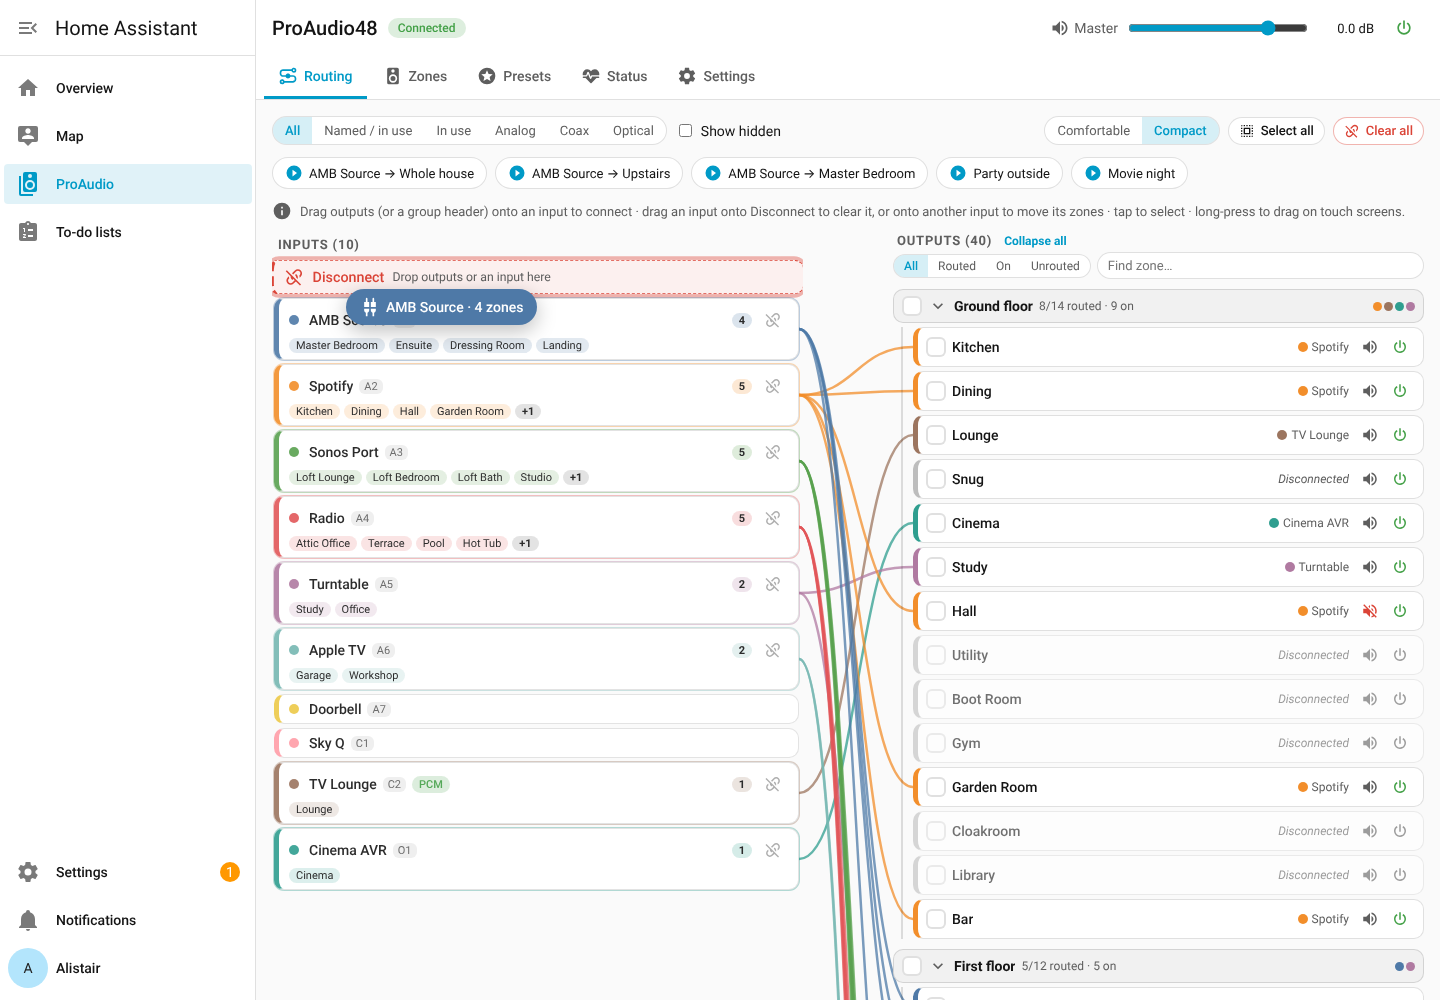 Home Assistant
Overview
Map
ProAudio
To-do lists
Settings
1
Notifications
A
Alistair
ProAudio48
Connected
Master
0.0 dB
Routing
Zones
Presets
Status
Settings
All
Named / in use
In use
Analog
Coax
Optical
Show hidden
Comfortable
Compact
Select all
Clear all
AMB Source → Whole house
AMB Source → Upstairs
AMB Source → Master Bedroom
Party outside
Movie night
Drag outputs (or a group header) onto an input to connect · drag an input onto Disconnect to clear it, or onto another input to move its zones · tap to select · long-press to drag on touch screens.
INPUTS (10)
Disconnect Drop outputs or an input here
AMB Source · 4 zones
AMB 4
Master Bedroom Ensuite Dressing Room Landing
Spotify A2 5
Kitchen Dining Hall Garden Room +1
Sonos Port A3 5
Loft Lounge Loft Bedroom Loft Bath Studio +1
Radio A4 5
Attic Office Terrace Pool Hot Tub +1
Turntable A5 2
Study Office
Apple TV A6 2
Garage Workshop
Doorbell A7
Sky Q C1
TV Lounge C2 PCM 1
Lounge
Cinema AVR O1 1
Cinema
OUTPUTS (40) Collapse all
All Routed On Unrouted Find zone...
Ground floor 8/14 routed · 9 on
Kitchen Spotify
Dining Spotify
Lounge TV Lounge
Snug Disconnected
Cinema Cinema AVR
Study Turntable
Hall Spotify
Utility Disconnected
Boot Room Disconnected
Gym Disconnected
Garden Room Spotify
Cloakroom Disconnected
Library Disconnected
Bar Spotify
First floor 5/12 routed · 5 on